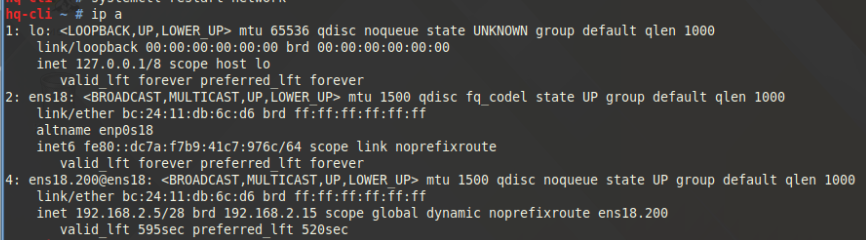 hq-cli ~ # systemctl restart network
hq-cli ~ # ip a
1: lo: <LOOPBACK,UP,LOWER_UP> mtu 65536 qdisc noqueue state UNKNOWN group default qlen 1000
    link/loopback 00:00:00:00:00:00 brd 00:00:00:00:00:00
    inet 127.0.0.1/8 scope host lo
       valid_lft forever preferred_lft forever
2: ens18: <BROADCAST,MULTICAST,UP,LOWER_UP> mtu 1500 qdisc fq_codel state UP group default qlen 1000
    link/ether bc:24:11:db:6c:d6 brd ff:ff:ff:ff:ff:ff
    altname enp0s18
    inet6 fe80::dc7a:f7b9:41c7:976c/64 scope link noprefixroute
       valid_lft forever preferred_lft forever
4: ens18.200@ens18: <BROADCAST,MULTICAST,UP,LOWER_UP> mtu 1500 qdisc noqueue state UP group default qlen 1000
    link/ether bc:24:11:db:6c:d6 brd ff:ff:ff:ff:ff:ff
    inet 192.168.2.5/28 brd 192.168.2.15 scope global dynamic noprefixroute ens18.200
       valid_lft 595sec preferred_lft 520sec